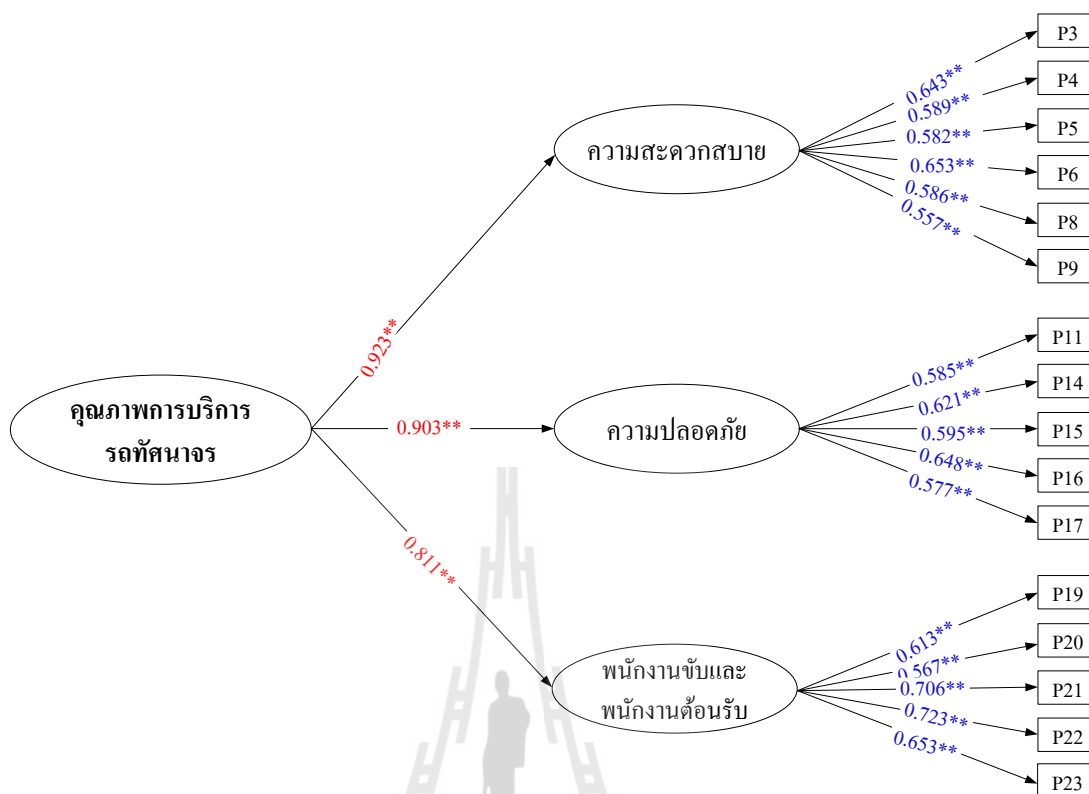 คุณภาพการบริการ
รถทัศนาจร
0.923**
0.903**
0.811**
ความสะดวกสบาย
0.643**
0.589**
0.582**
0.653**
0.586**
0.557**
P3
P4
P5
P6
P8
P9
ความปลอดภัย
0.585**
0.621**
0.595**
0.648**
0.577**
P11
P14
P15
P16
P17
พนักงานขับและ
พนักงานต้อนรับ
0.613**
0.567**
0.706**
0.723**
0.653**
P19
P20
P21
P22
P23